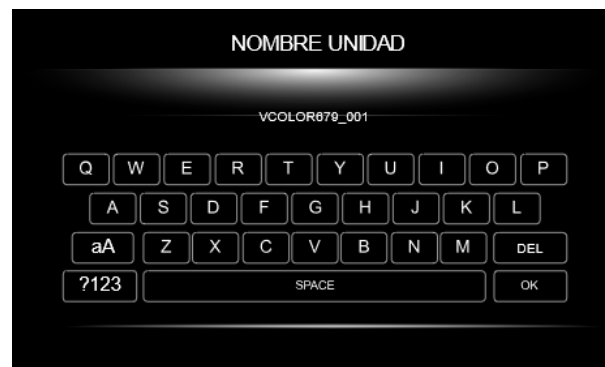 NOMBRE UNIDAD
VCOLOR679_001
Q W E R T Y U I O P
A S D F G H J K L
aA Z X C V B N M DEL
?123 SPACE OK